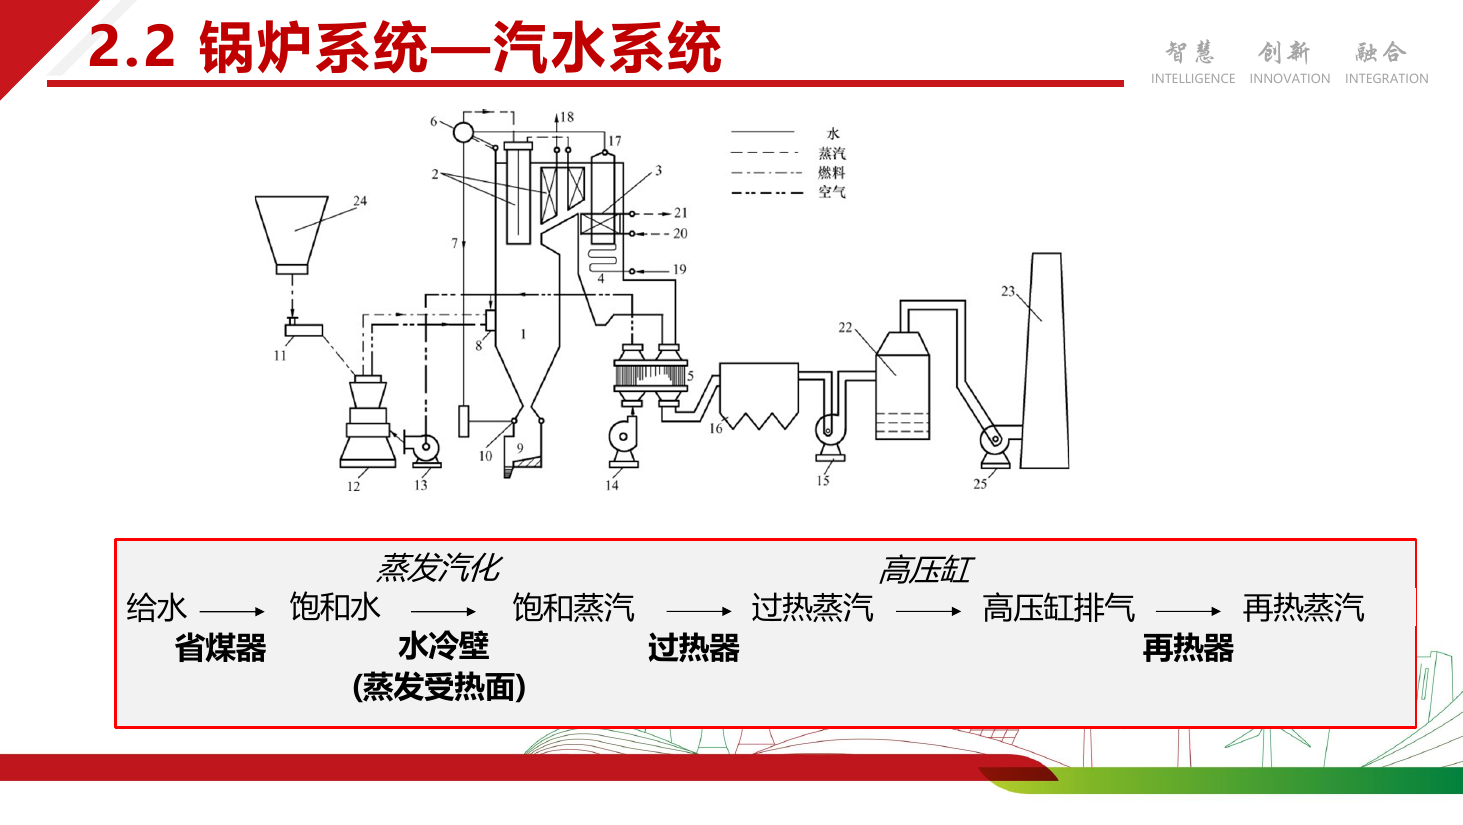 2.2 锅炉系统—汽水系统
智慧 创新 融合
INTELLIGENCE INNOVATION INTEGRATION
6
18
17
水
蒸汽
燃料
空气
2
3
24
21
20
7
19
4
23
11
8
1
22
5
16
10
9
12
13
14
15
25
蒸发汽化 高压缸
给水 饱和水 饱和蒸汽 过热蒸汽 高压缸排气 再热蒸汽
省煤器 水冷壁 过热器 再热器
(蒸发受热面)